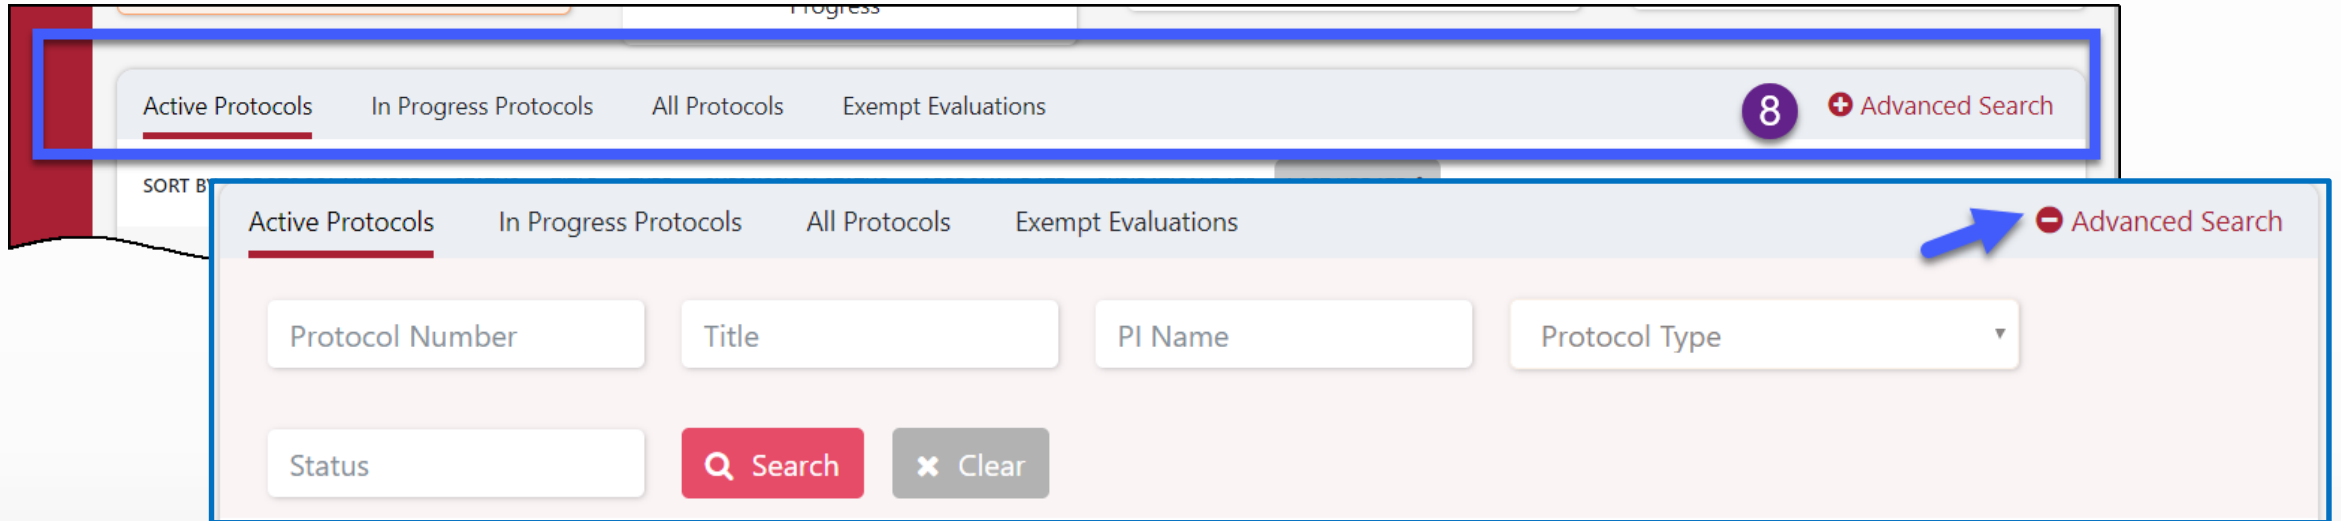 Progress
Active Protocols In Progress Protocols All Protocols Exempt Evaluations 8 Advanced Search
SORT BY
Active Protocols In Progress Protocols All Protocols Exempt Evaluations Advanced Search
Protocol Number Title PI Name Protocol Type
Status Search Clear